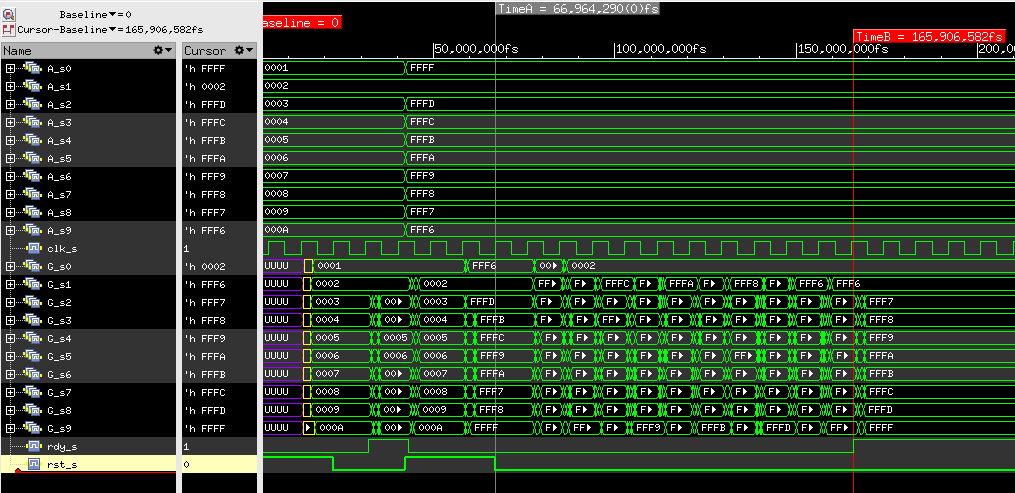 TimeA = 66,964,290(0)fs
Baseline▼=0
Cursor-Baseline▼=165,906,582fs
aseline = 0
TimeB = 165,906,582fs
Name Cursor 50,000,000fs 100,000,000fs 150,000,000fs 200,0
A_s0 'h FFFF 0001 FFFF
A_s1 'h 0002 0002
A_s2 'h FFFD 0003 FFFD
A_s3 'h FFFC 0004 FFFC
A_s4 'h FFFB 0005 FFFB
A_s5 'h FFFA 0006 FFFA
A_s6 'h FFF9 0007 FFF9
A_s7 'h FFF8 0008 FFF8
A_s8 'h FFF7 0009 FFF7
A_s9 'h FFF6 000A FFF6
clk_s 1
G_s0 'h 0002 UUUU 0001 FFF6 00▶ 0002
G_s1 'h FFF6 UUUU 0002 0002 FF▶ F▶ FFFC F▶ FFFA F▶ FFF8 F▶ FFF6 FFF6
G_s2 'h FFF7 UUUU 0003 00▶ 0003 FFFD F▶ F▶ F▶ F▶ F▶ F▶ F▶ F▶ F▶ FFF7
G_s3 'h FFF8 UUUU 0004 00▶ 0004 FFFB F▶ F▶ FF▶ F▶ F▶ F▶ F▶ F▶ F▶ FFF8
G_s4 'h FFF9 UUUU 0005 0005 0005 FFFC F▶ F▶ F▶ F▶ F▶ F▶ F▶ F▶ F▶ FFF9
G_s5 'h FFFA UUUU 0006 0006 0006 FFF9 F▶ FF▶ F▶ F▶ F▶ F▶ FF▶ F▶ F▶ FFFA
G_s6 'h FFFB UUUU 0007 00▶ 0007 FFFA F▶ F▶ F▶ F▶ F▶ F▶ F▶ F▶ F▶ FFFB
G_s7 'h FFFC UUUU 0008 00▶ 0008 FFF7 F▶ F▶ F▶ F▶ F▶ F▶ F▶ F▶ F▶ FFFC
G_s8 'h FFFD UUUU 0009 00▶ 0009 FFF8 F▶ F▶ F▶ F▶ F▶ F▶ F▶ F▶ F▶ FFFD
G_s9 'h FFFF UUUU ▶ 000A 00▶ 000A FFFF F▶ FF▶ F▶ FFF9 F▶ FFFB F▶ FFFD F▶ FFFF
rdy_s 1
rst_s 0